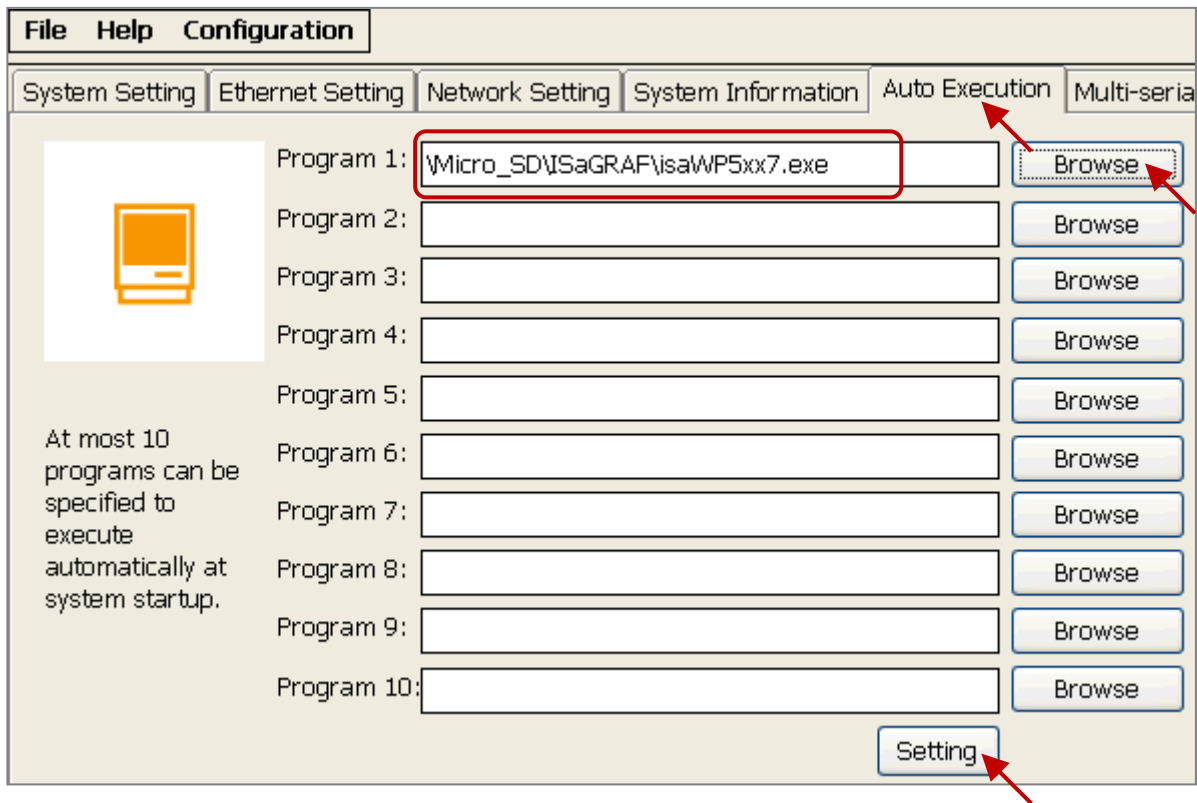 File Help Configuration
System Setting Ethernet Setting Network Setting System Information Auto Execution Multi-seria
Program 1: \Micro_SD\ISaGRAF\isaWP5xx7.exe Browse
Program 2: Browse
Program 3: Browse
Program 4: Browse
Program 5: Browse
Program 6: Browse
Program 7: Browse
Program 8: Browse
Program 9: Browse
Program 10: Browse
At most 10
programs can be
specified to
execute
automatically at
system startup.
Setting